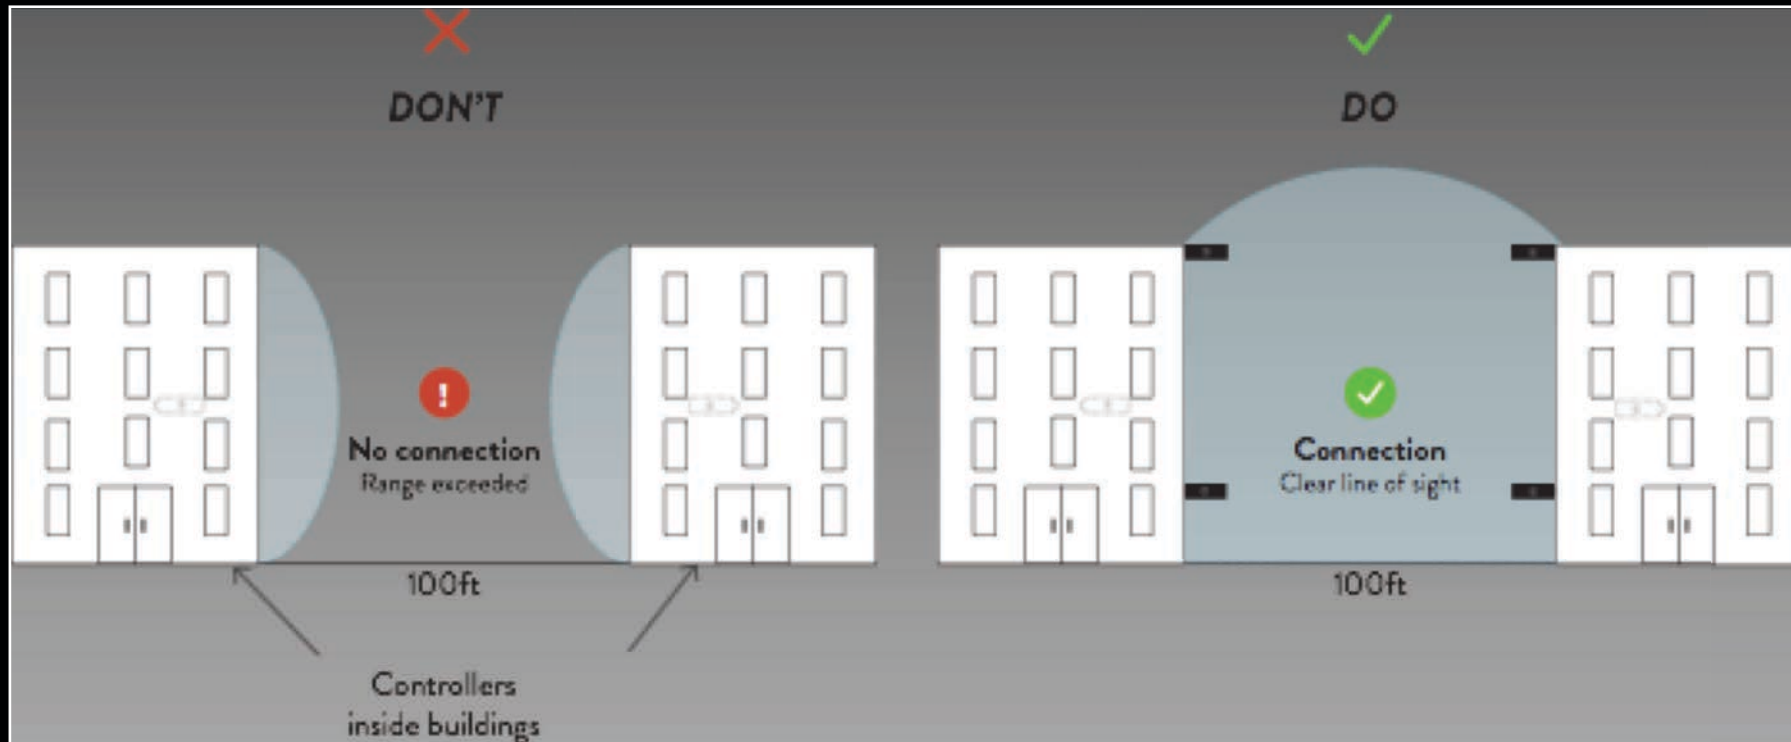 DON'T
No connection
Range exceeded
100ft
Controllers
inside buildings
DO
Connection
Clear line of sight
100ft